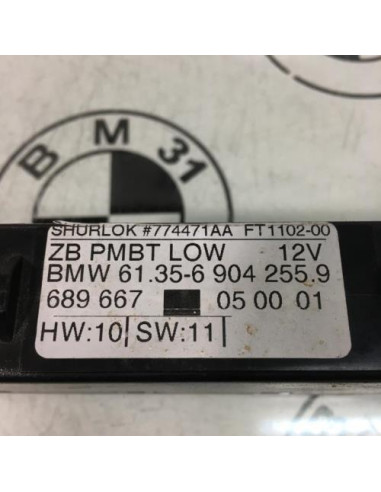 BM31
SHURLOK #774471AA FT1102-00
ZB PMBT LOW 12V
BMW 61.35-6 904 255.9
689 667 05 00 01
HW:10 SW:11